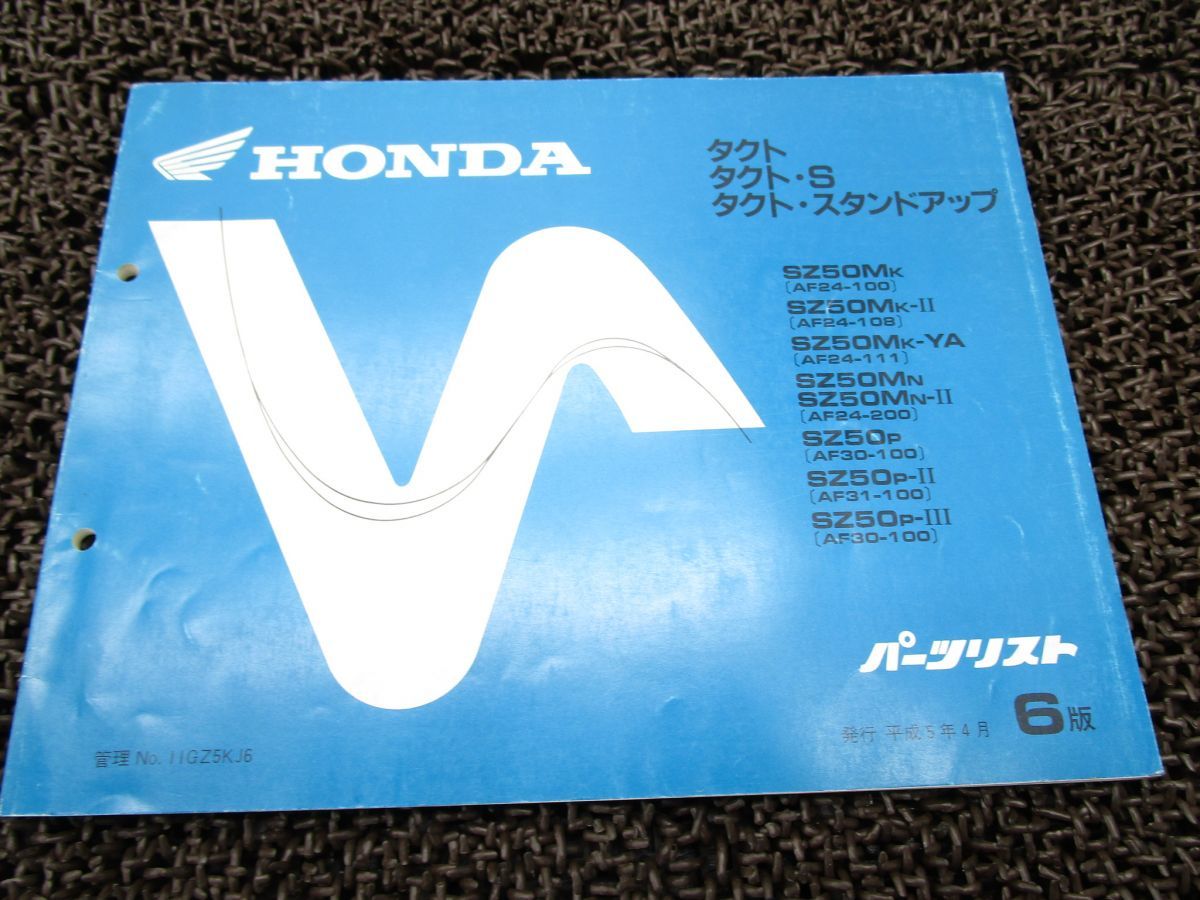 HONDA
タクト
タクト・S
タクト・スタンドアップ
SZ50MK
〔AF24-100〕
SZ50MK-II
〔AF24-108〕
SZ50MK-YA
〔AF24-111〕
SZ50MN
SZ50MN-II
〔AF24-200〕
SZ50P
〔AF30-100〕
SZ50P-II
〔AF31-100〕
SZ50P-III
〔AF30-100〕
パーツリスト
発行 平成5年4月 6版
管理 No. 11GZ5KJ6